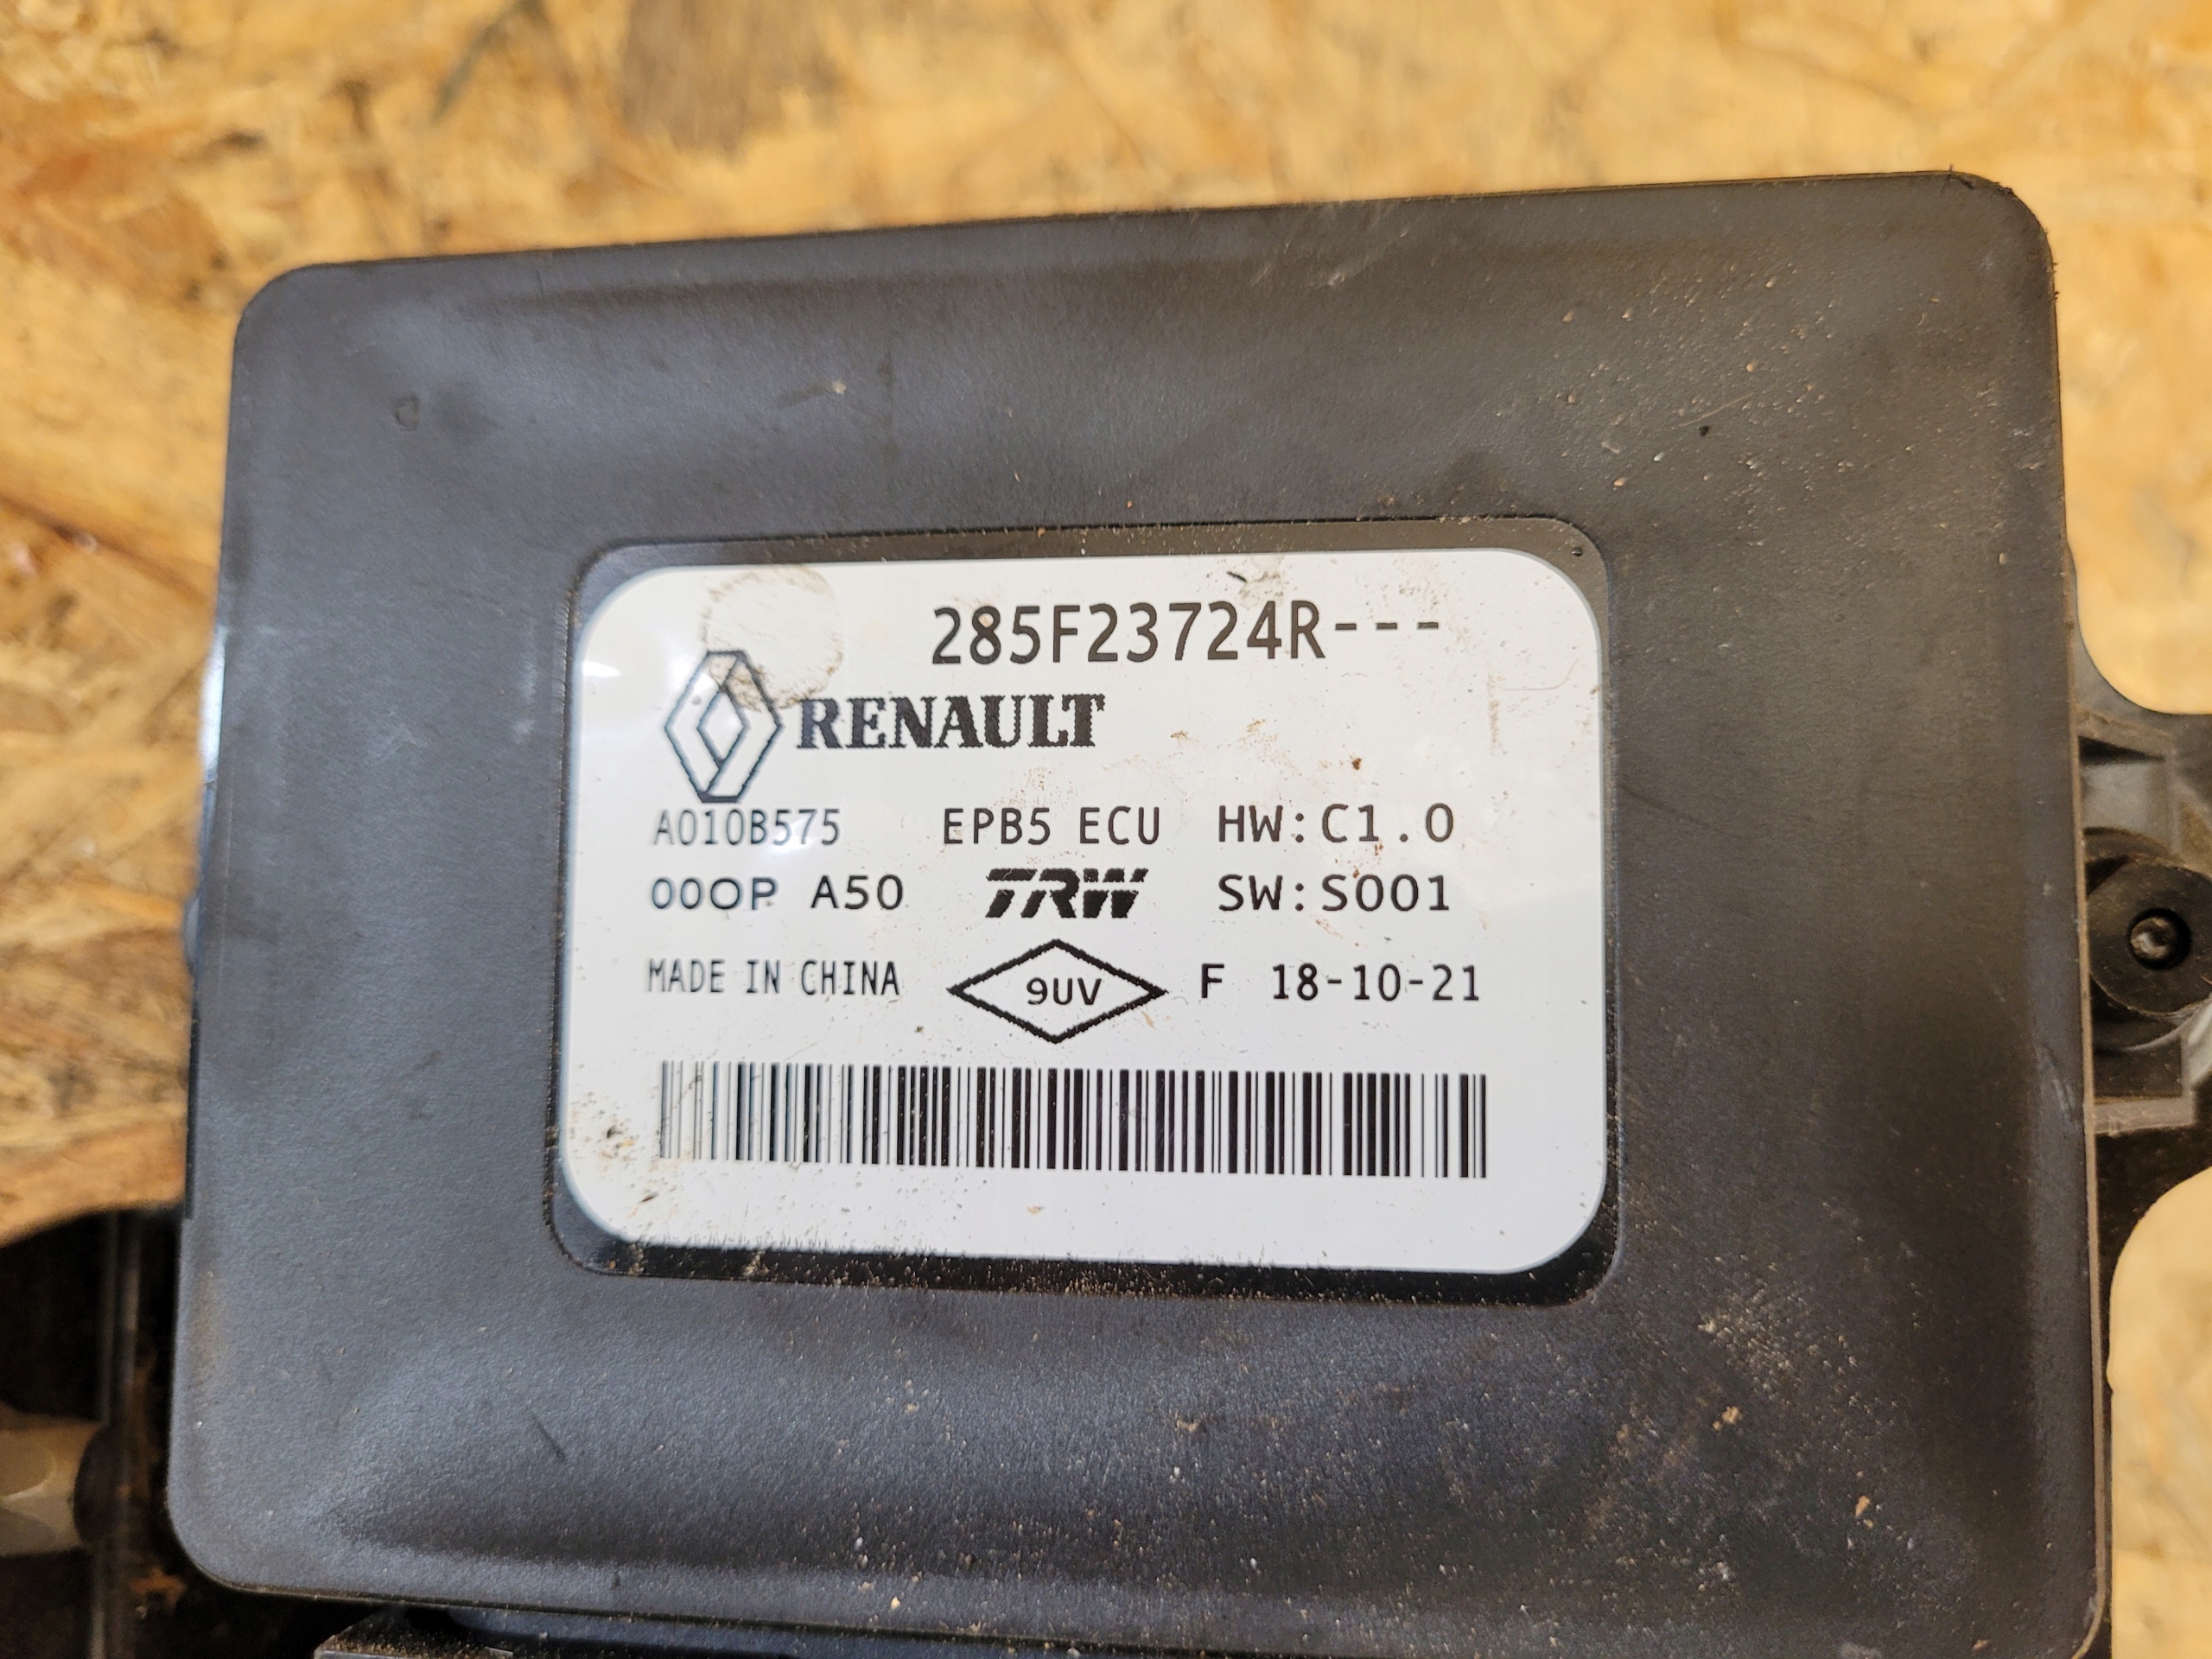 285F23724R---
RENAULT
A010B575 EPB5 ECU HW:C1.0
000P A50 TRW SW:S001
MADE IN CHINA 9UV F 18-10-21